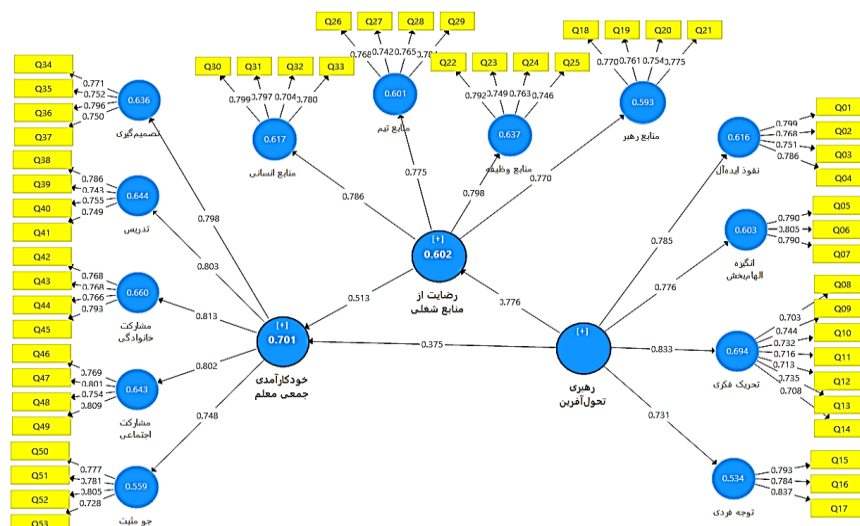 Q26
Q27
Q28
Q29
0.768
0.742
0.765
0.601
منابع تیم
Q30
Q31
Q32
Q33
0.799
0.797
0.704
0.780
0.617
منابع انسانی
Q22
Q23
Q24
Q25
0.792
0.749
0.763
0.746
0.637
منابع وظیفه
Q18
Q19
Q20
Q21
0.770
0.761
0.754
0.775
0.593
منابع رهبر
Q34
Q35
Q36
Q37
0.771
0.752
0.796
0.750
0.636
تصمیم‌گیری
Q38
Q39
Q40
Q41
0.786
0.743
0.755
0.749
0.644
تدریس
Q42
Q43
Q44
Q45
0.768
0.768
0.766
0.793
0.660
مشارکت
خانوادگی
Q46
Q47
Q48
Q49
0.769
0.801
0.754
0.809
0.643
مشارکت
اجتماعی
Q50
Q51
Q52
Q53
0.777
0.781
0.805
0.728
0.559
جو مثبت
Q01
Q02
Q03
Q04
0.799
0.768
0.751
0.786
0.616
نفوذ ایده‌آل
Q05
Q06
Q07
0.790
0.805
0.790
0.603
انگیزه
الهام‌بخش
Q08
Q09
Q10
Q11
Q12
Q13
Q14
0.703
0.744
0.732
0.716
0.713
0.735
0.708
0.694
تحریک فکری
Q15
Q16
Q17
0.793
0.784
0.837
0.534
توجه فردی
0.786
0.775
0.798
0.770
[+]
0.602
رضایت از
منابع شغلی
0.798
0.803
0.813
0.802
0.748
[+]
0.701
خودکارآمدی
جمعی معلم
0.513
0.776
0.375
0.785
0.776
0.833
0.731
[+]
رهبری
تحول‌آفرین